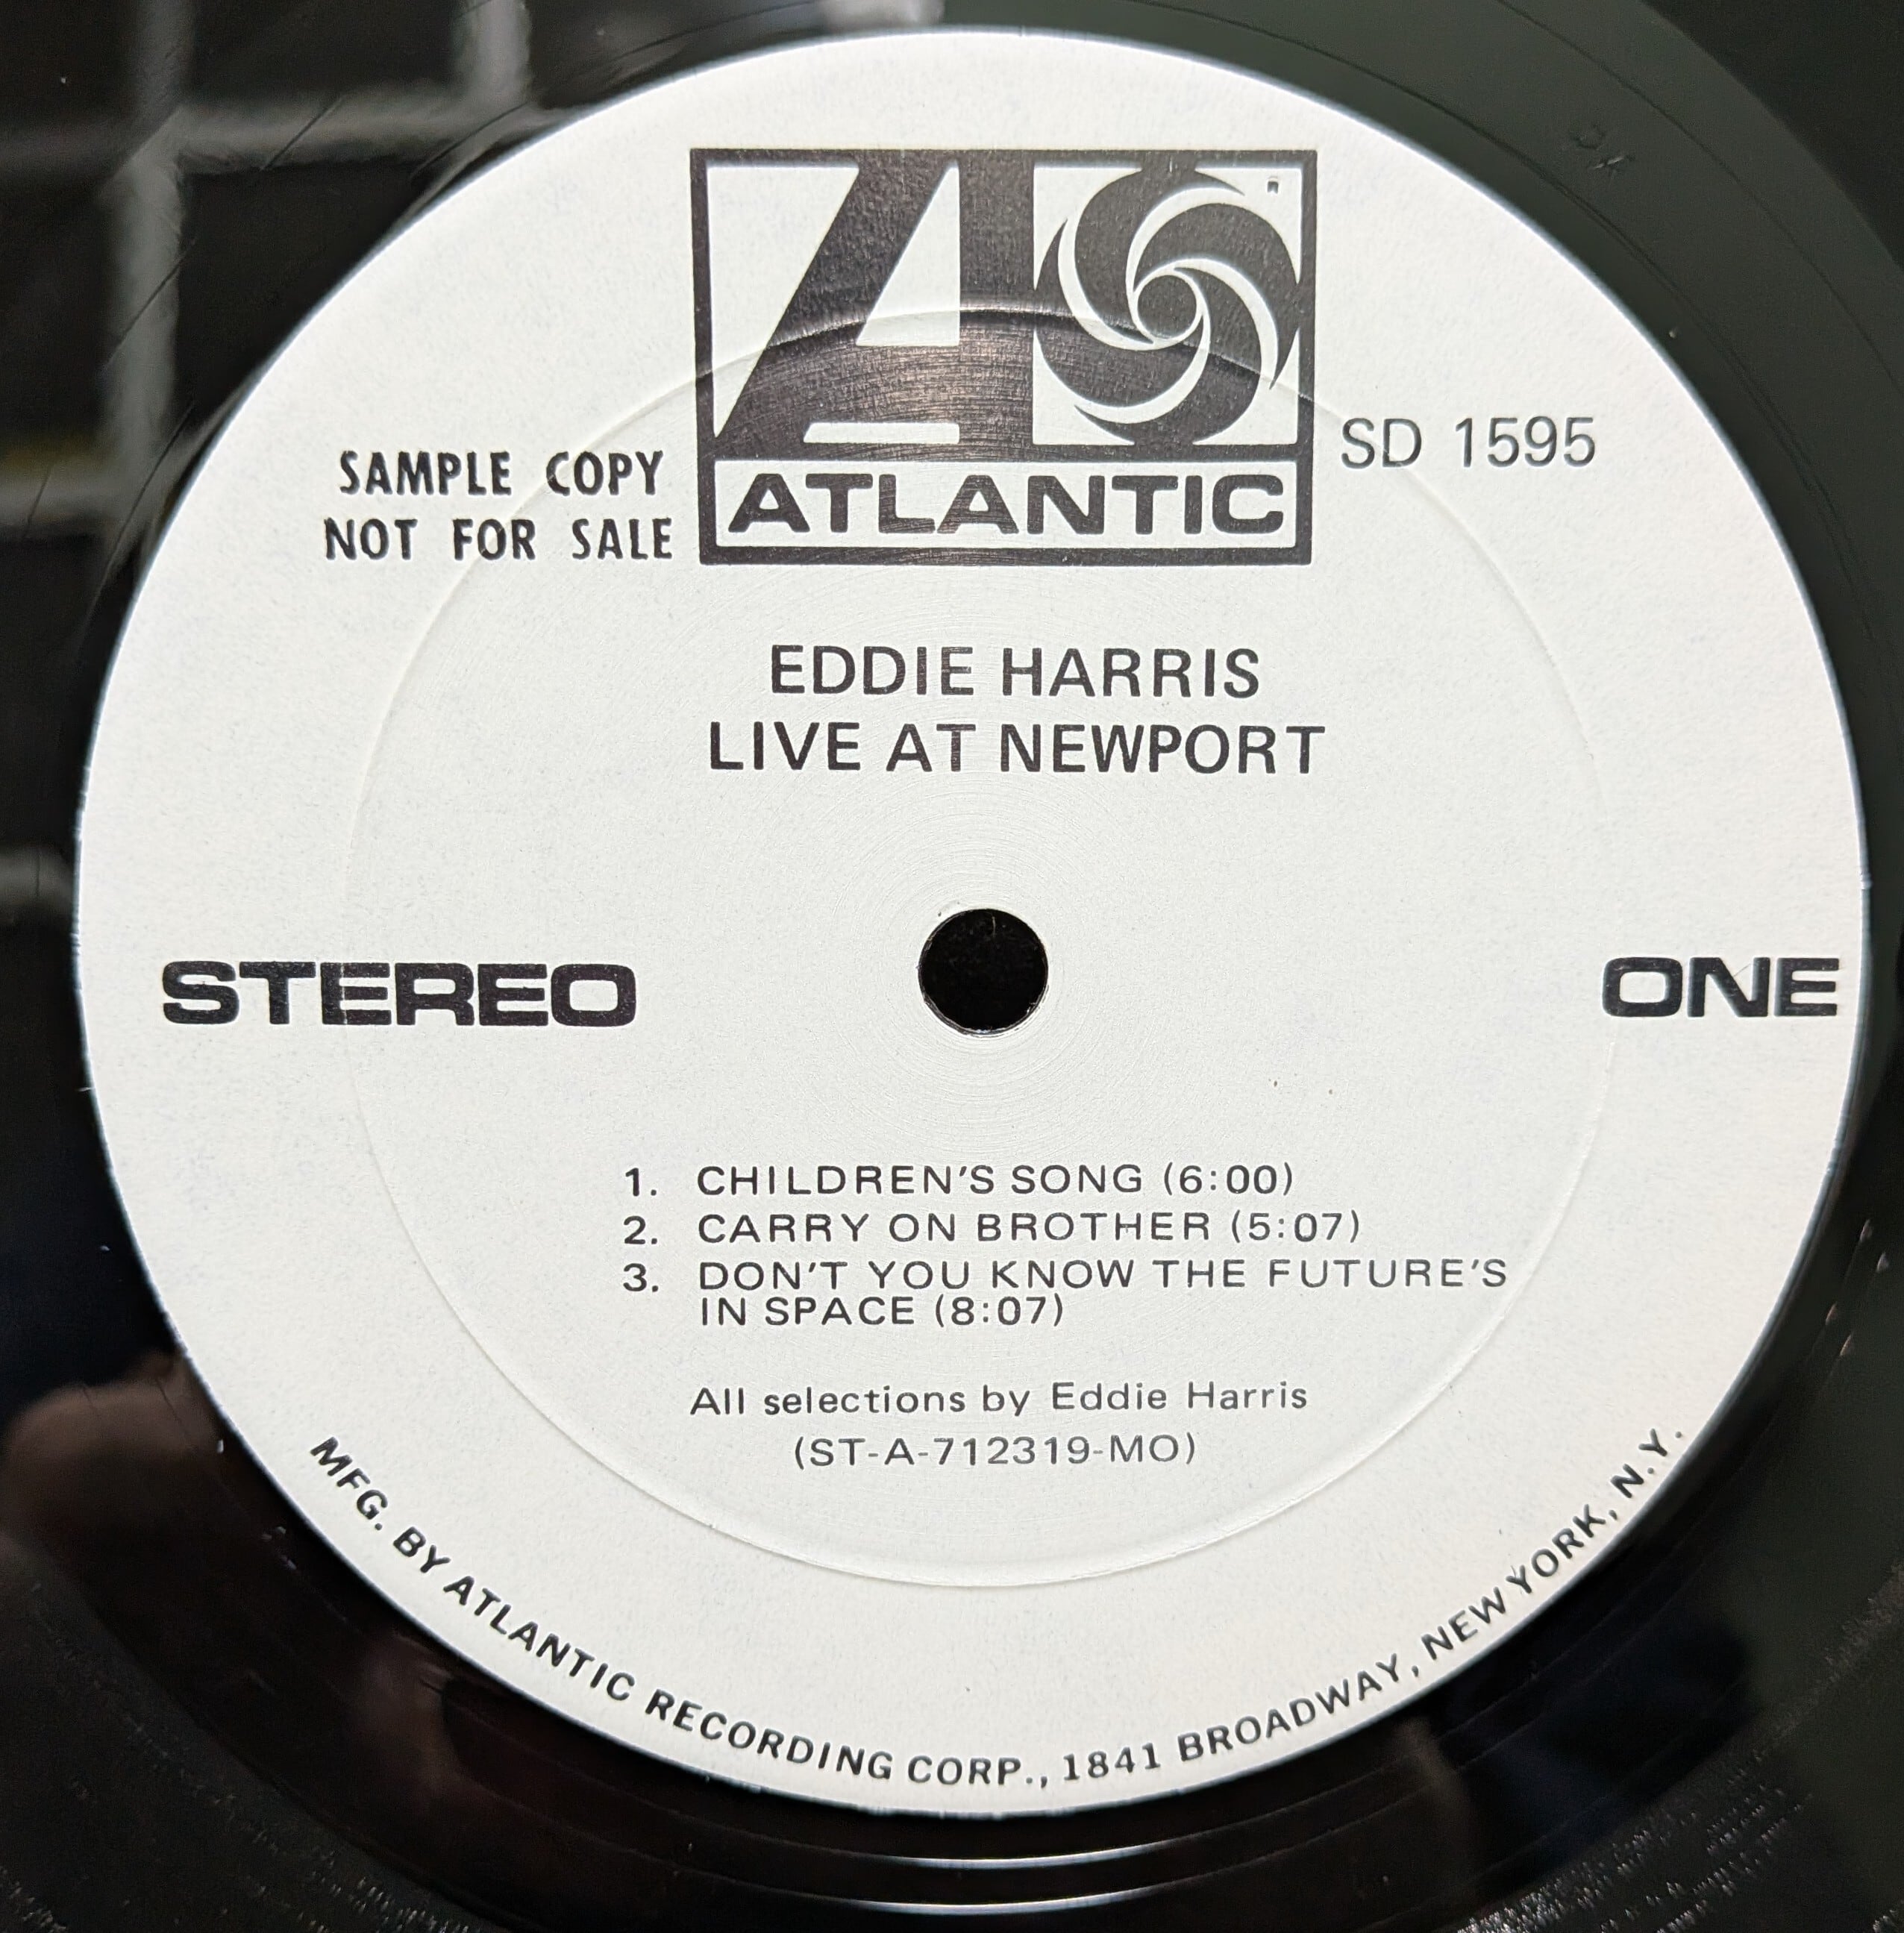 ATLANTIC
SAMPLE COPY
NOT FOR SALE
SD 1595
EDDIE HARRIS
LIVE AT NEWPORT
STEREO
ONE
1. CHILDREN'S SONG (6:00)
2. CARRY ON BROTHER (5:07)
3. DON'T YOU KNOW THE FUTURE'S
IN SPACE (8:07)
All selections by Eddie Harris
(ST-A-712319-MO)
MFG. BY ATLANTIC RECORDING CORP., 1841 BROADWAY, NEW YORK, N.Y.